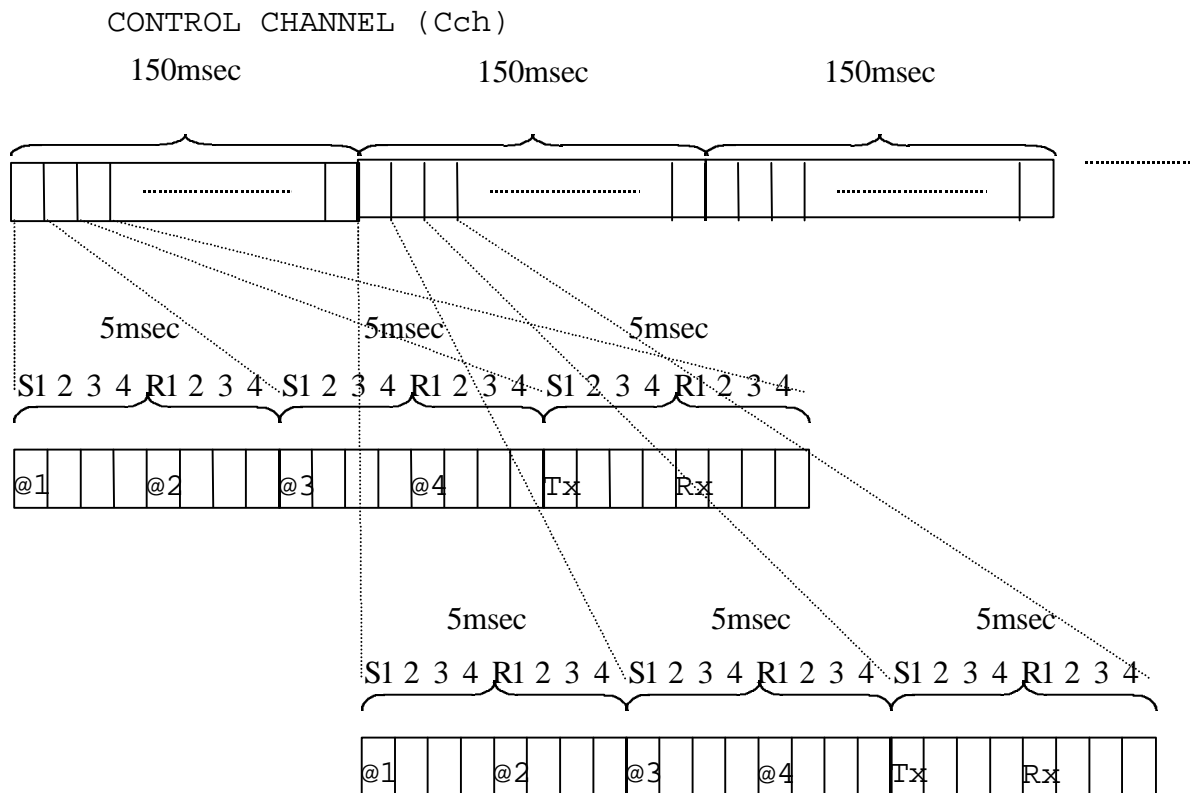 CONTROL CHANNEL (Cch)
150msec 150msec 150msec
5msec 5msec 5msec
S1 2 3 4 R1 2 3 4 S1 2 3 4 R1 2 3 4 S1 2 3 4 R1 2 3 4
@1 @2 @3 @4 Tx Rx
5msec 5msec 5msec
S1 2 3 4 R1 2 3 4 S1 2 3 4 R1 2 3 4 S1 2 3 4 R1 2 3 4
@1 @2 @3 @4 Tx Rx